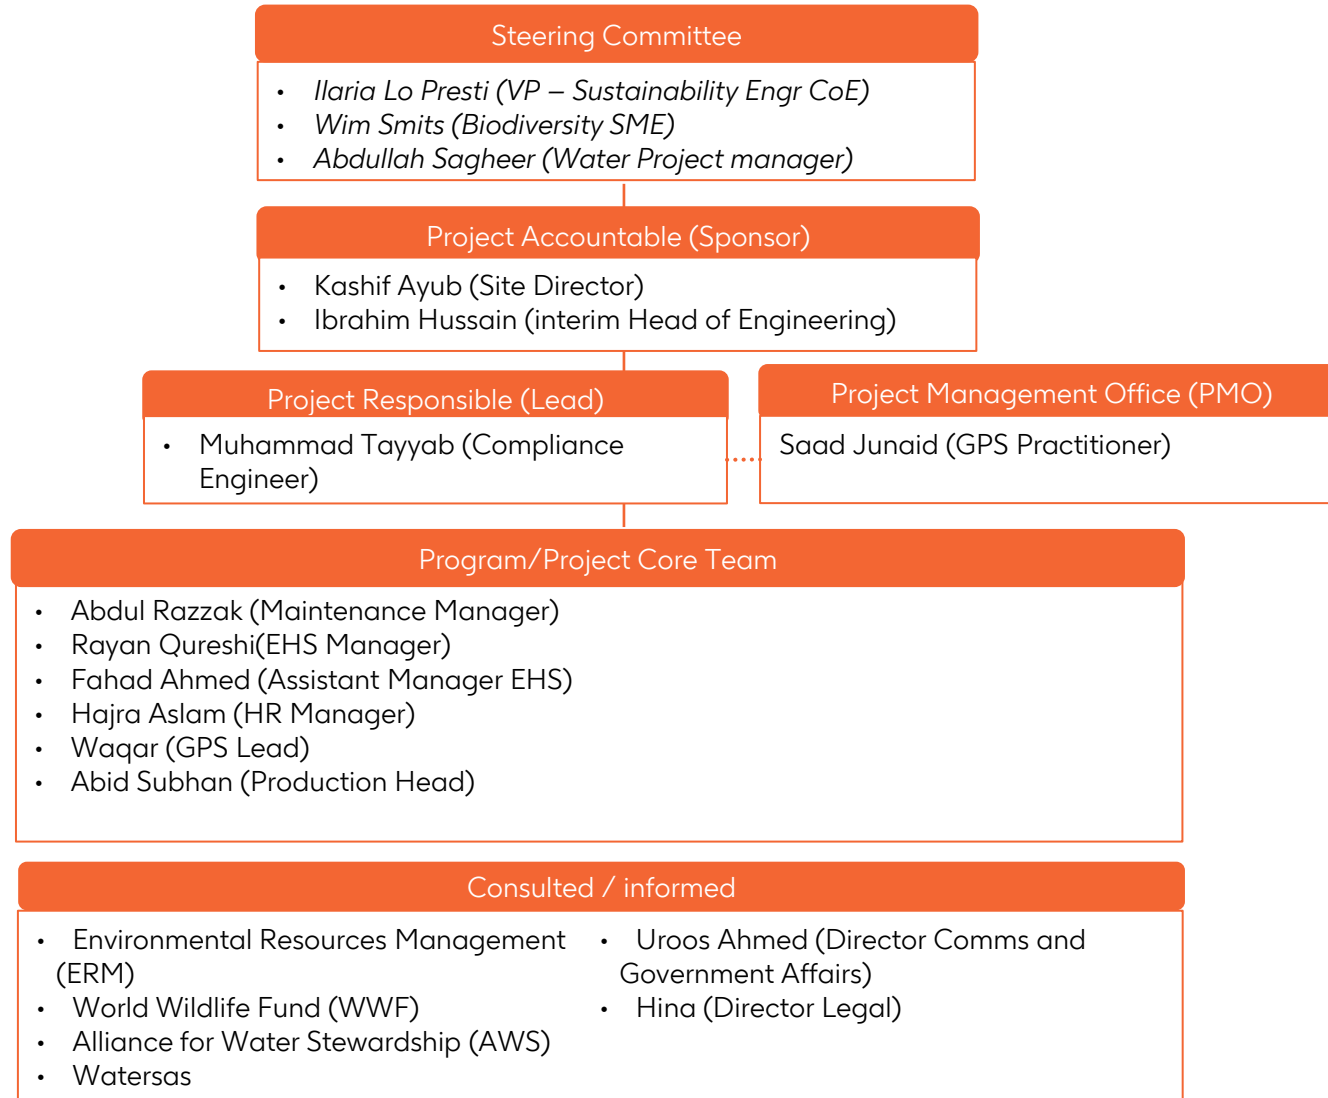 Steering Committee
• Ilaria Lo Presti (VP – Sustainability Engr CoE)
• Wim Smits (Biodiversity SME)
• Abdullah Sagheer (Water Project manager)
Project Accountable (Sponsor)
• Kashif Ayub (Site Director)
• Ibrahim Hussain (interim Head of Engineering)
Project Responsible (Lead)
• Muhammad Tayyab (Compliance
Engineer)
Project Management Office (PMO)
Saad Junaid (GPS Practitioner)
Program/Project Core Team
• Abdul Razzak (Maintenance Manager)
• Rayan Qureshi(EHS Manager)
• Fahad Ahmed (Assistant Manager EHS)
• Hajra Aslam (HR Manager)
• Waqar (GPS Lead)
• Abid Subhan (Production Head)
Consulted / informed
• Environmental Resources Management
(ERM)
• World Wildlife Fund (WWF)
• Alliance for Water Stewardship (AWS)
• Watersas
• Uroos Ahmed (Director Comms and
Government Affairs)
• Hina (Director Legal)